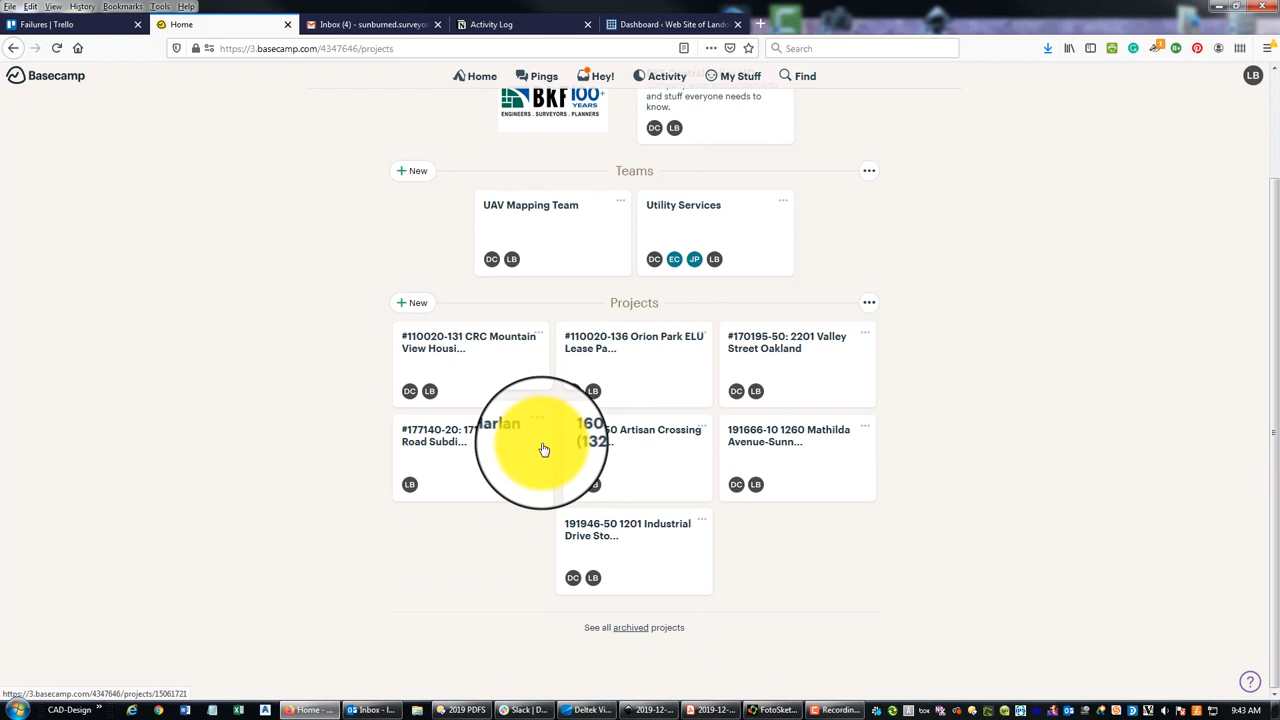 File Edit View History Bookmarks Tools Help
Failures | Trello
Home
Inbox (4) - sunburned.surveyor
Activity Log
Dashboard ‹ Web Site of Lando
https://3.basecamp.com/4347646/projects
Search
Basecamp
Home
Pings
Hey!
Activity
My Stuff
Find
LB
BKF 100+
YEARS
ENGINEERS . SURVEYORS . PLANNERS
and stuff everyone needs to
know.
DC LB
+ New
Teams
UAV Mapping Team
DC LB
Utility Services
DC EC JP LB
+ New
Projects
#110020-131 CRC Mountain
View Housi...
DC LB
#110020-136 Orion Park ELU
Lease Pa...
LB
#170195-50: 2201 Valley
Street Oakland
DC LB
#177140-20: 171
Harlan
Road Subdi...
LB
160
50 Artisan Crossing
(132
191666-10 1260 Mathilda
Avenue-Sunn...
DC LB
191946-50 1201 Industrial
Drive Sto...
DC LB
See all archived projects
https://3.basecamp.com/4347646/projects/15061721
CAD-Design
Home - ...
Inbox - l...
2019 PDFS
Slack | D...
Deltek V...
2019-12-...
2019-12-...
FotoSket...
Recordin...
9:43 AM